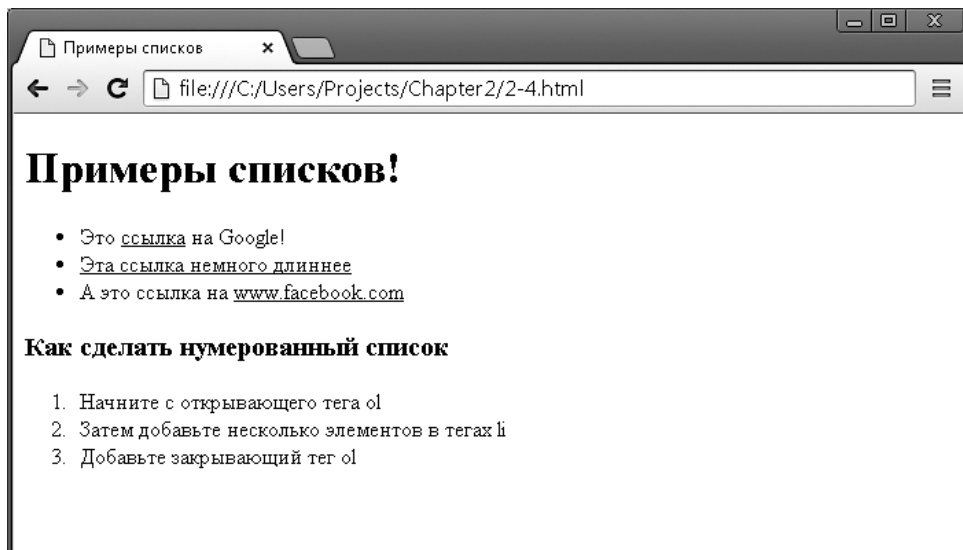 Примеры списков
file:///C:/Users/Projects/Chapter2/2-4.html
Примеры списков!
• Это ссылка на Google!
• Эта ссылка немного длиннее
• А это ссылка на www.facebook.com
Как сделать нумерованный список
1. Начните с открывающего тега ol
2. Затем добавьте несколько элементов в тегах li
3. Добавьте закрывающий тег ol